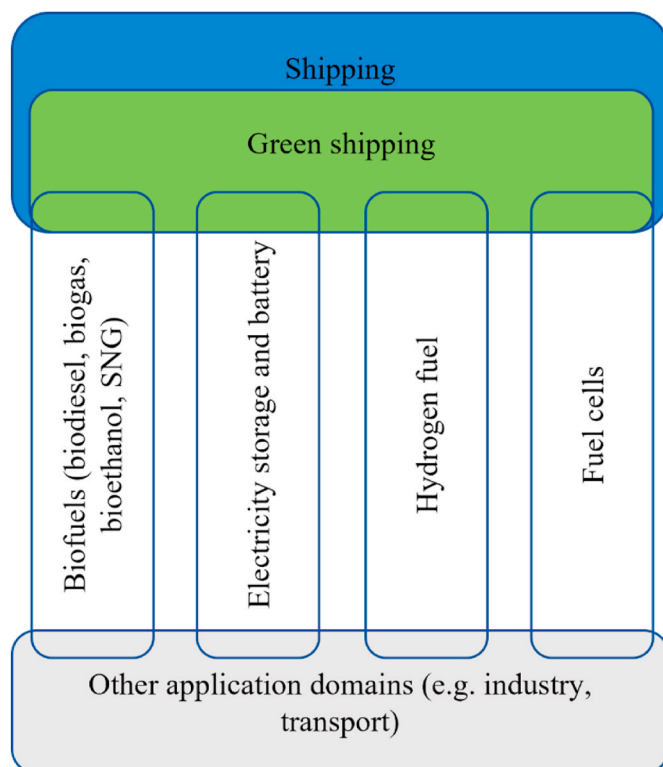 Shipping
Green shipping
Biofuels (biodiesel, biogas,
bioethanol, SNG)
Electricity storage and battery
Hydrogen fuel
Fuel cells
Other application domains (e.g. industry,
transport)